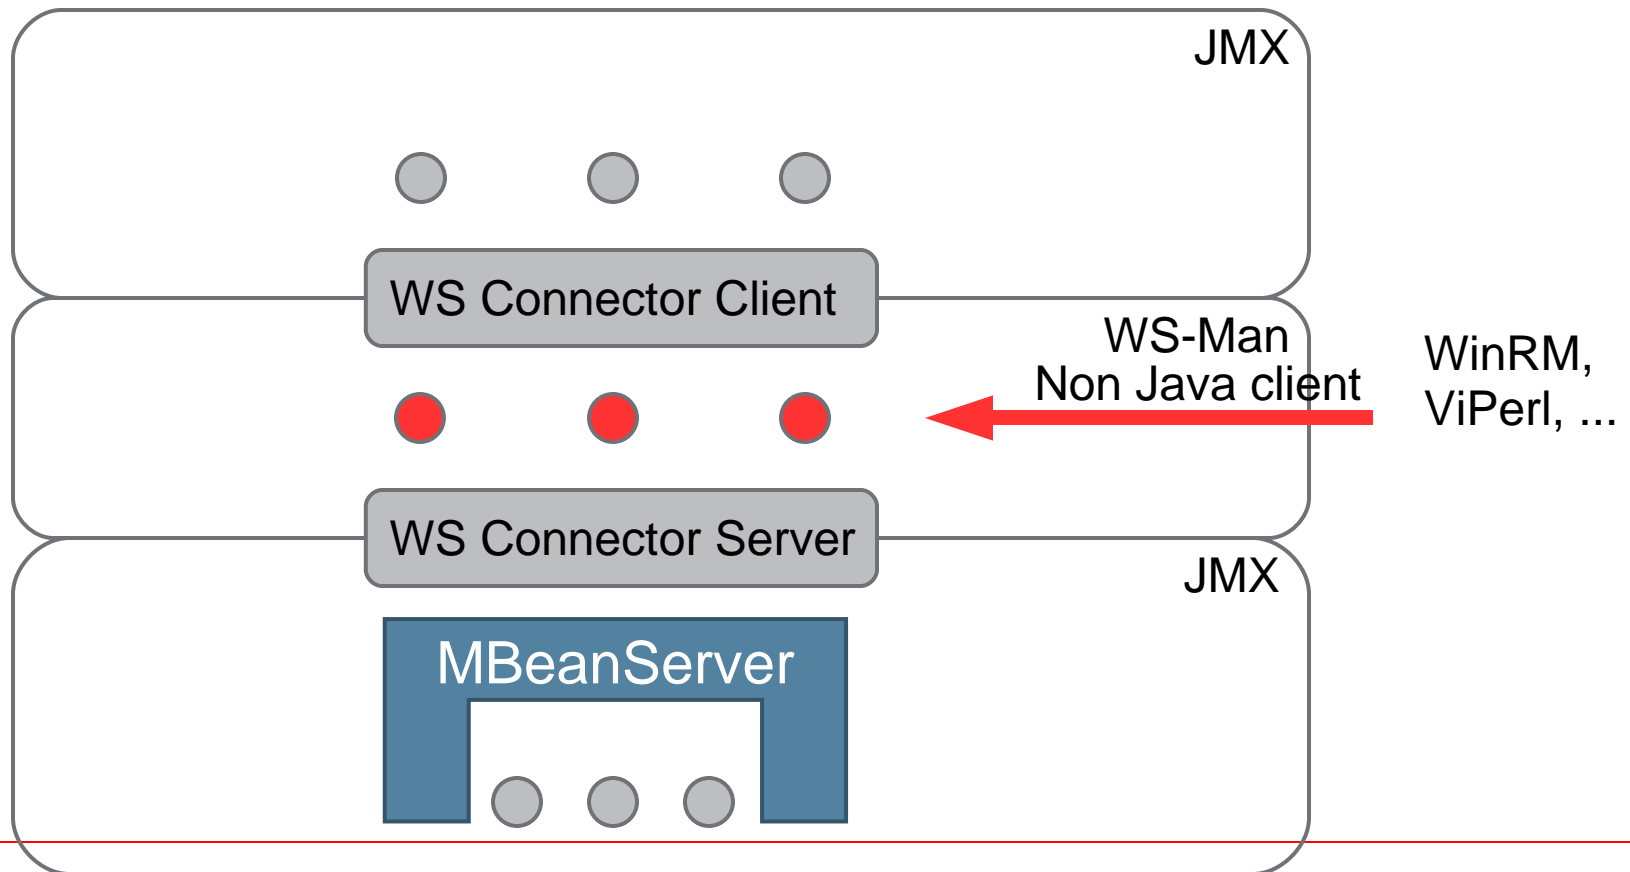 JMX
WS Connector Client
WS-Man
Non Java client
WinRM,
ViPerl, ...
WS Connector Server
JMX
MBeanServer